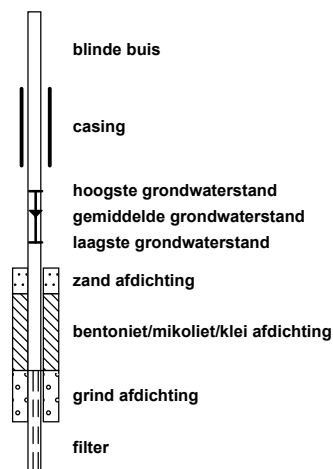 blinde buis
casing
hoogste grondwaterstand
gemiddelde grondwaterstand
laagste grondwaterstand
zand afdichting
bentoniet/mikoliet/klei afdichting
grind afdichting
filter